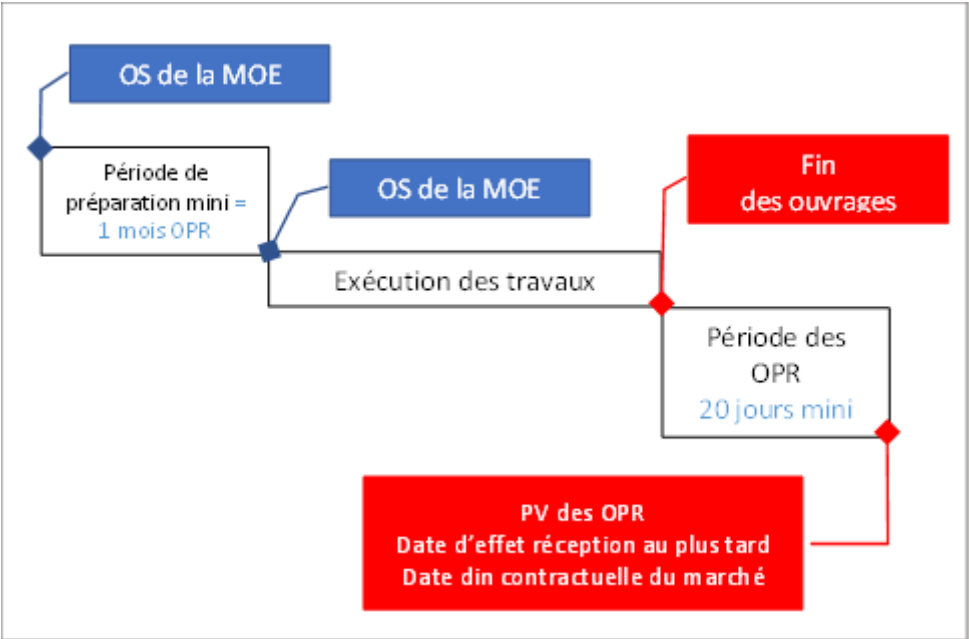 OS de la MOE
Période de
préparation mini =
1 mois OPR
OS de la MOE
Fin
des ouvrages
Exécution des travaux
Période des
OPR
20 jours mini
PV des OPR
Date d’effet réception au plus tard
Date din contractuelle du marché